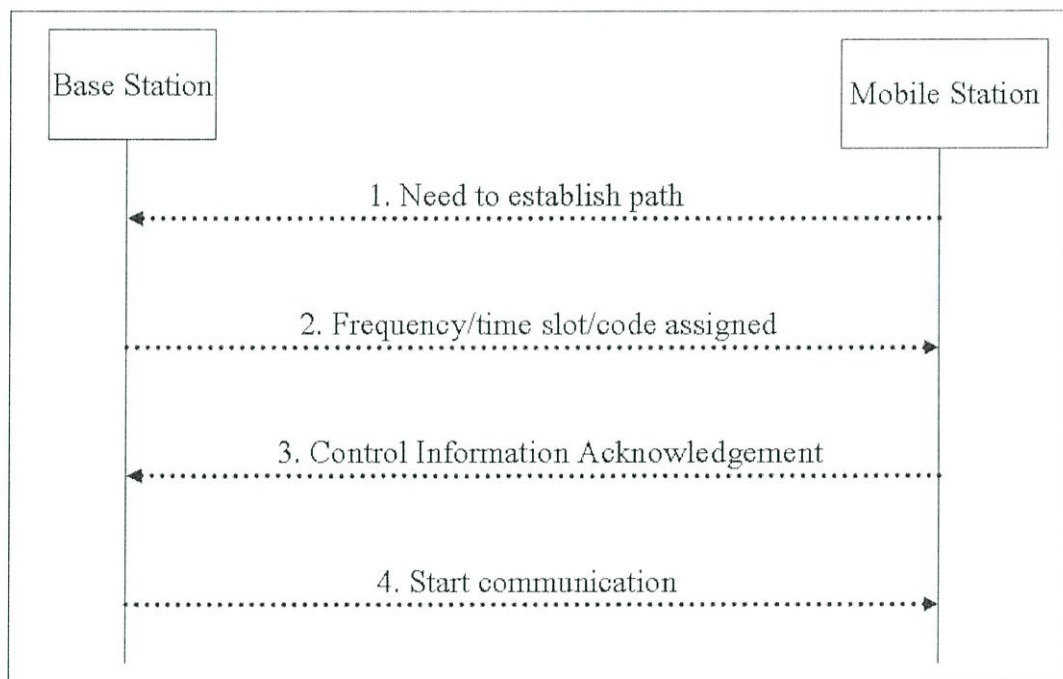 Base Station
Mobile Station
1. Need to establish path
2. Frequency/time slot/code assigned
3. Control Information Acknowledgement
4. Start communication